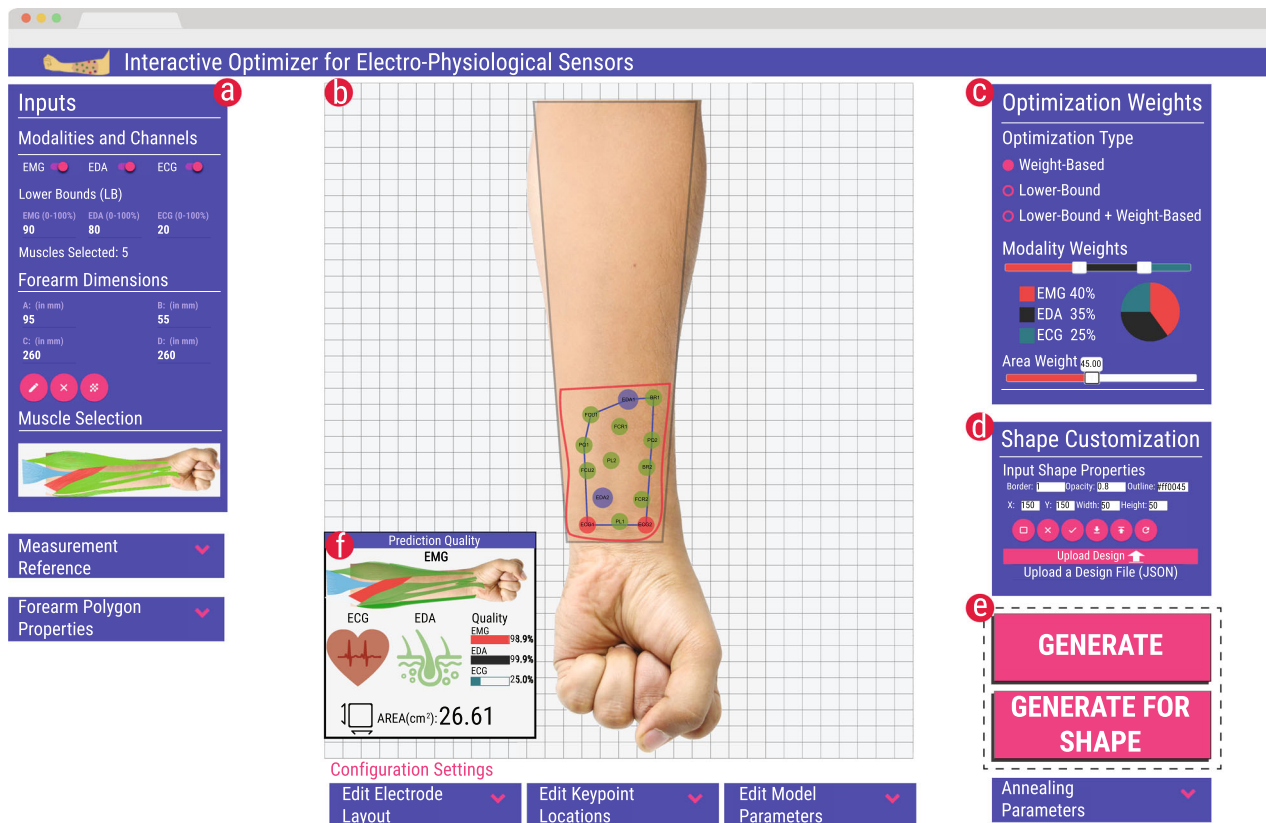 Interactive Optimizer for Electro-Physiological Sensors
a
Inputs
Modalities and Channels
EMG EDA ECG
Lower Bounds (LB)
EMG (0-100%) EDA (0-100%) ECG (0-100%)
90 80 20
Muscles Selected: 5
Forearm Dimensions
A: (in mm) B: (in mm)
95 55
C: (in mm) D: (in mm)
260 260
Muscle Selection
Measurement
Reference
Forearm Polygon
Properties
b
EDA1 BR1
FCU1
FCR1
PQ1 PQ2
PL2
FCU2 BR2
EDA2 FCR2
ECG1 PL1 ECG2
f
Prediction Quality
EMG
ECG EDA Quality
EMG
98.9%
EDA
99.9%
ECG
25.0%
AREA(cm²): 26.61
Configuration Settings
Edit Electrode
Layout
Edit Keypoint
Locations
Edit Model
Parameters
c
Optimization Weights
Optimization Type
Weight-Based
Lower-Bound
Lower-Bound + Weight-Based
Modality Weights
EMG 40%
EDA 35%
ECG 25%
Area Weight 45.00
d
Shape Customization
Input Shape Properties
Border: 1 Opacity: 0.8 Outline: #ff0045
X: 150 Y: 150 Width: 50 Height: 50
Upload Design
Upload a Design File (JSON)
e
GENERATE
GENERATE FOR
SHAPE
Annealing
Parameters